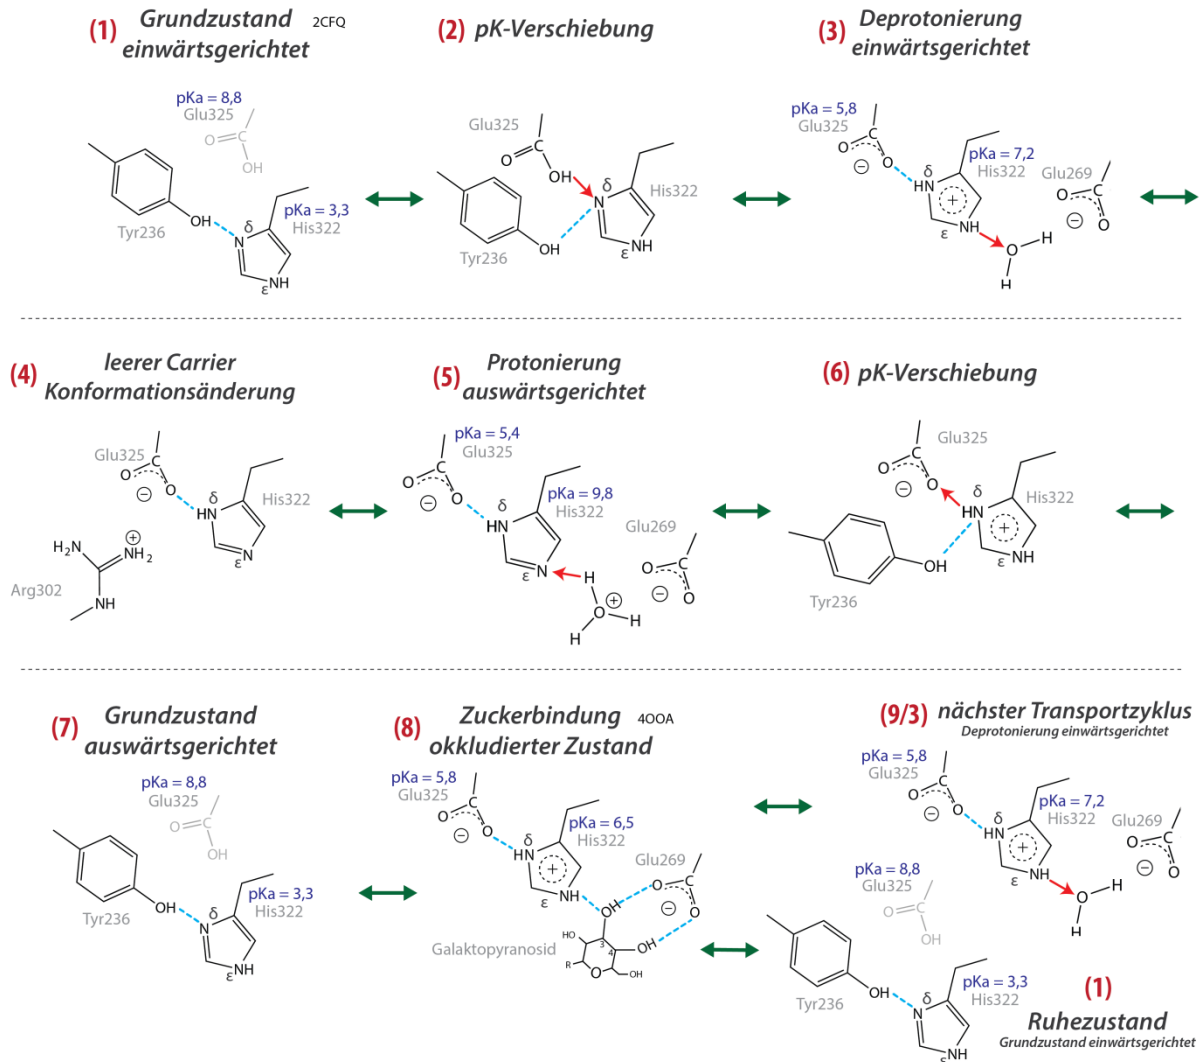 (1) Grundzustand 2CFQ
einwärtsgerichtet
pKa = 8,8
Glu325
O
C
OH
OH
Tyr236
pKa = 3,3
His322
N
δ
NH
ε
(2) pK-Verschiebung
Glu325
O
C
OH
δ
N
His322
OH
Tyr236
NH
ε
(3) Deprotonierung
einwärtsgerichtet
pKa = 5,8
Glu325
O
C
O
−
δ
HN
pKa = 7,2
His322
+
NH
ε
Glu269
C
O
O
−
O
H
H
(4) leerer Carrier
Konformationsänderung
Glu325
O
C
O
−
δ
HN
His322
N
ε
H2N
+
NH2
Arg302
NH
(5) Protonierung
auswärtsgerichtet
pKa = 5,4
Glu325
O
C
O
−
δ
HN
pKa = 9,8
His322
N
ε
H
O
+
H
H
Glu269
C
O
O
−
(6) pK-Verschiebung
Glu325
O
C
O
−
δ
HN
His322
+
NH
ε
OH
Tyr236
(7) Grundzustand
auswärtsgerichtet
pKa = 8,8
Glu325
O
C
OH
OH
Tyr236
pKa = 3,3
His322
N
δ
NH
ε
(8) Zuckerbindung 4OOA
okkludierter Zustand
pKa = 5,8
Glu325
O
C
O
−
δ
HN
pKa = 6,5
His322
+
NH
ε
Glu269
O
C
O
−
OH
HO
3
4
OH
Galaktopyranosid
R
O
OH
(9/3) nächster Transportzyklus
Deprotonierung einwärtsgerichtet
pKa = 5,8
Glu325
O
C
O
−
δ
HN
pKa = 7,2
His322
+
NH
ε
Glu269
C
O
O
−
O
H
H
pKa = 8,8
Glu325
O
C
OH
OH
Tyr236
pKa = 3,3
His322
N
δ
NH
ε
(1)
Ruhezustand
Grundzustand einwärtsgerichtet